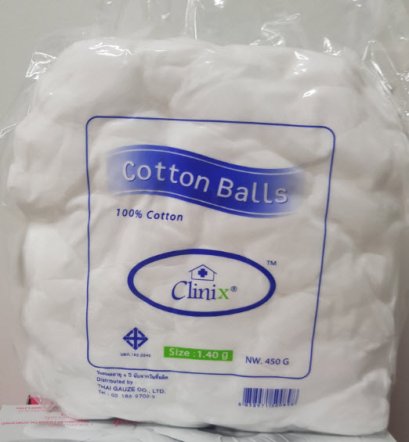 Cotton Balls
100% Cotton
TM
Clinix®
Size : 1.40 g
NW. 450 G
Distributed by
THAI GAUZE CO., LTD.